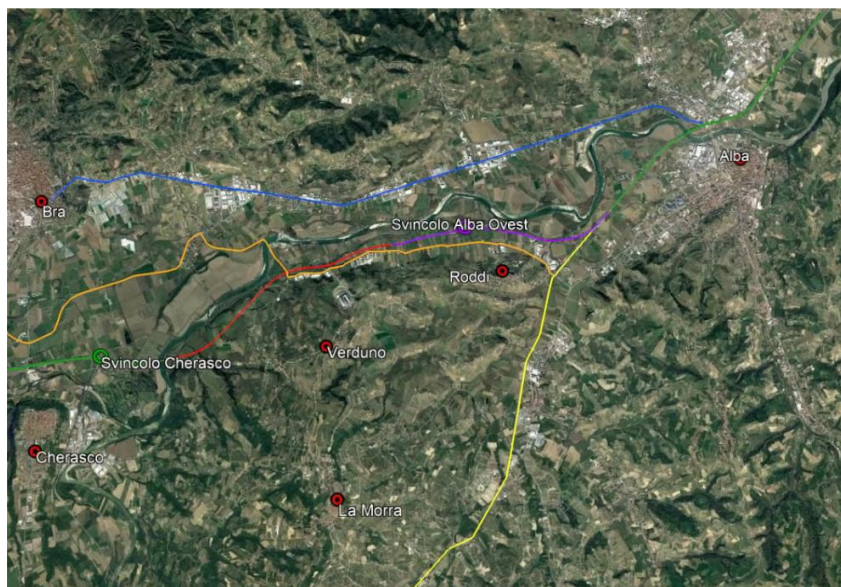 Alba
Bra
Svincolo Alba Ovest
Roddi
Verduno
Svincolo Cherasco
Cherasco
La Morra